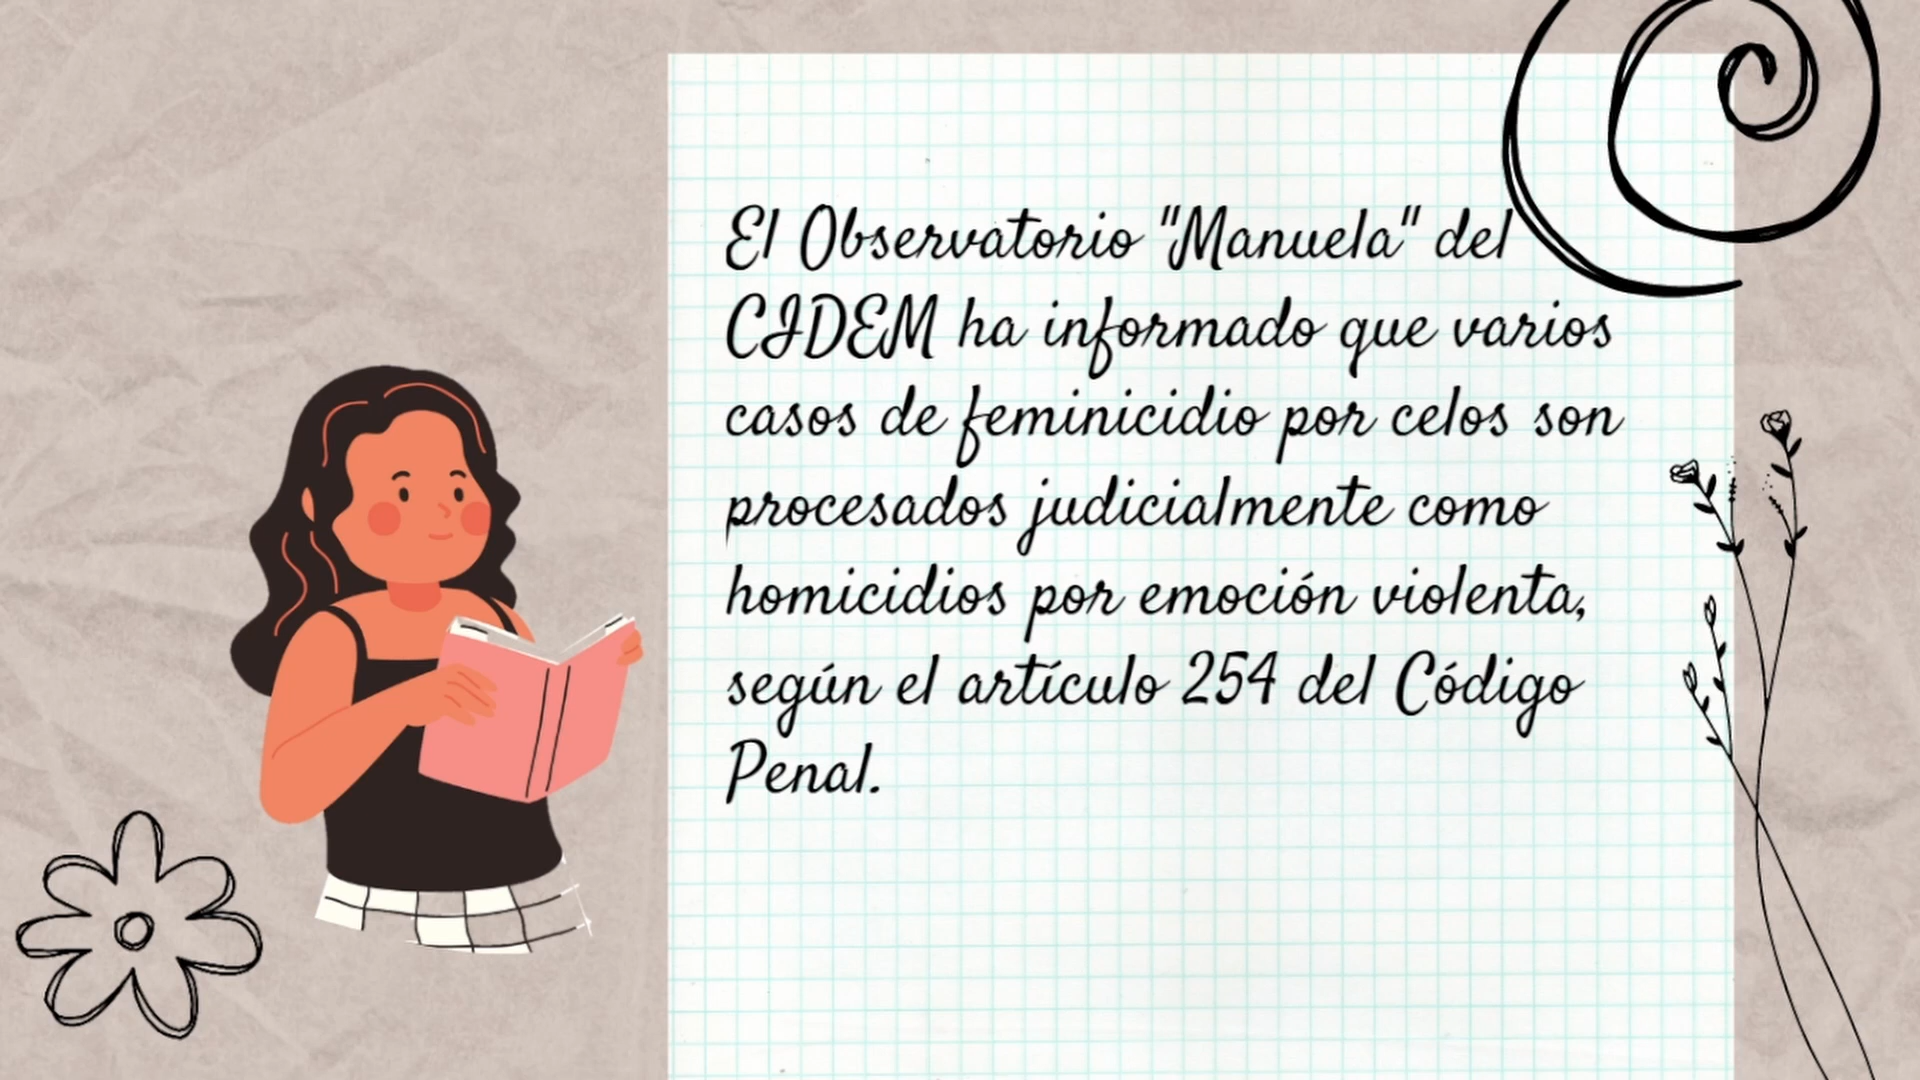 El Observatorio "Manuela" del
CIDEM ha informado que varios
casos de feminicidio por celos son
procesados judicialmente como
homicidios por emoción violenta,
según el artículo 254 del Código
Penal.